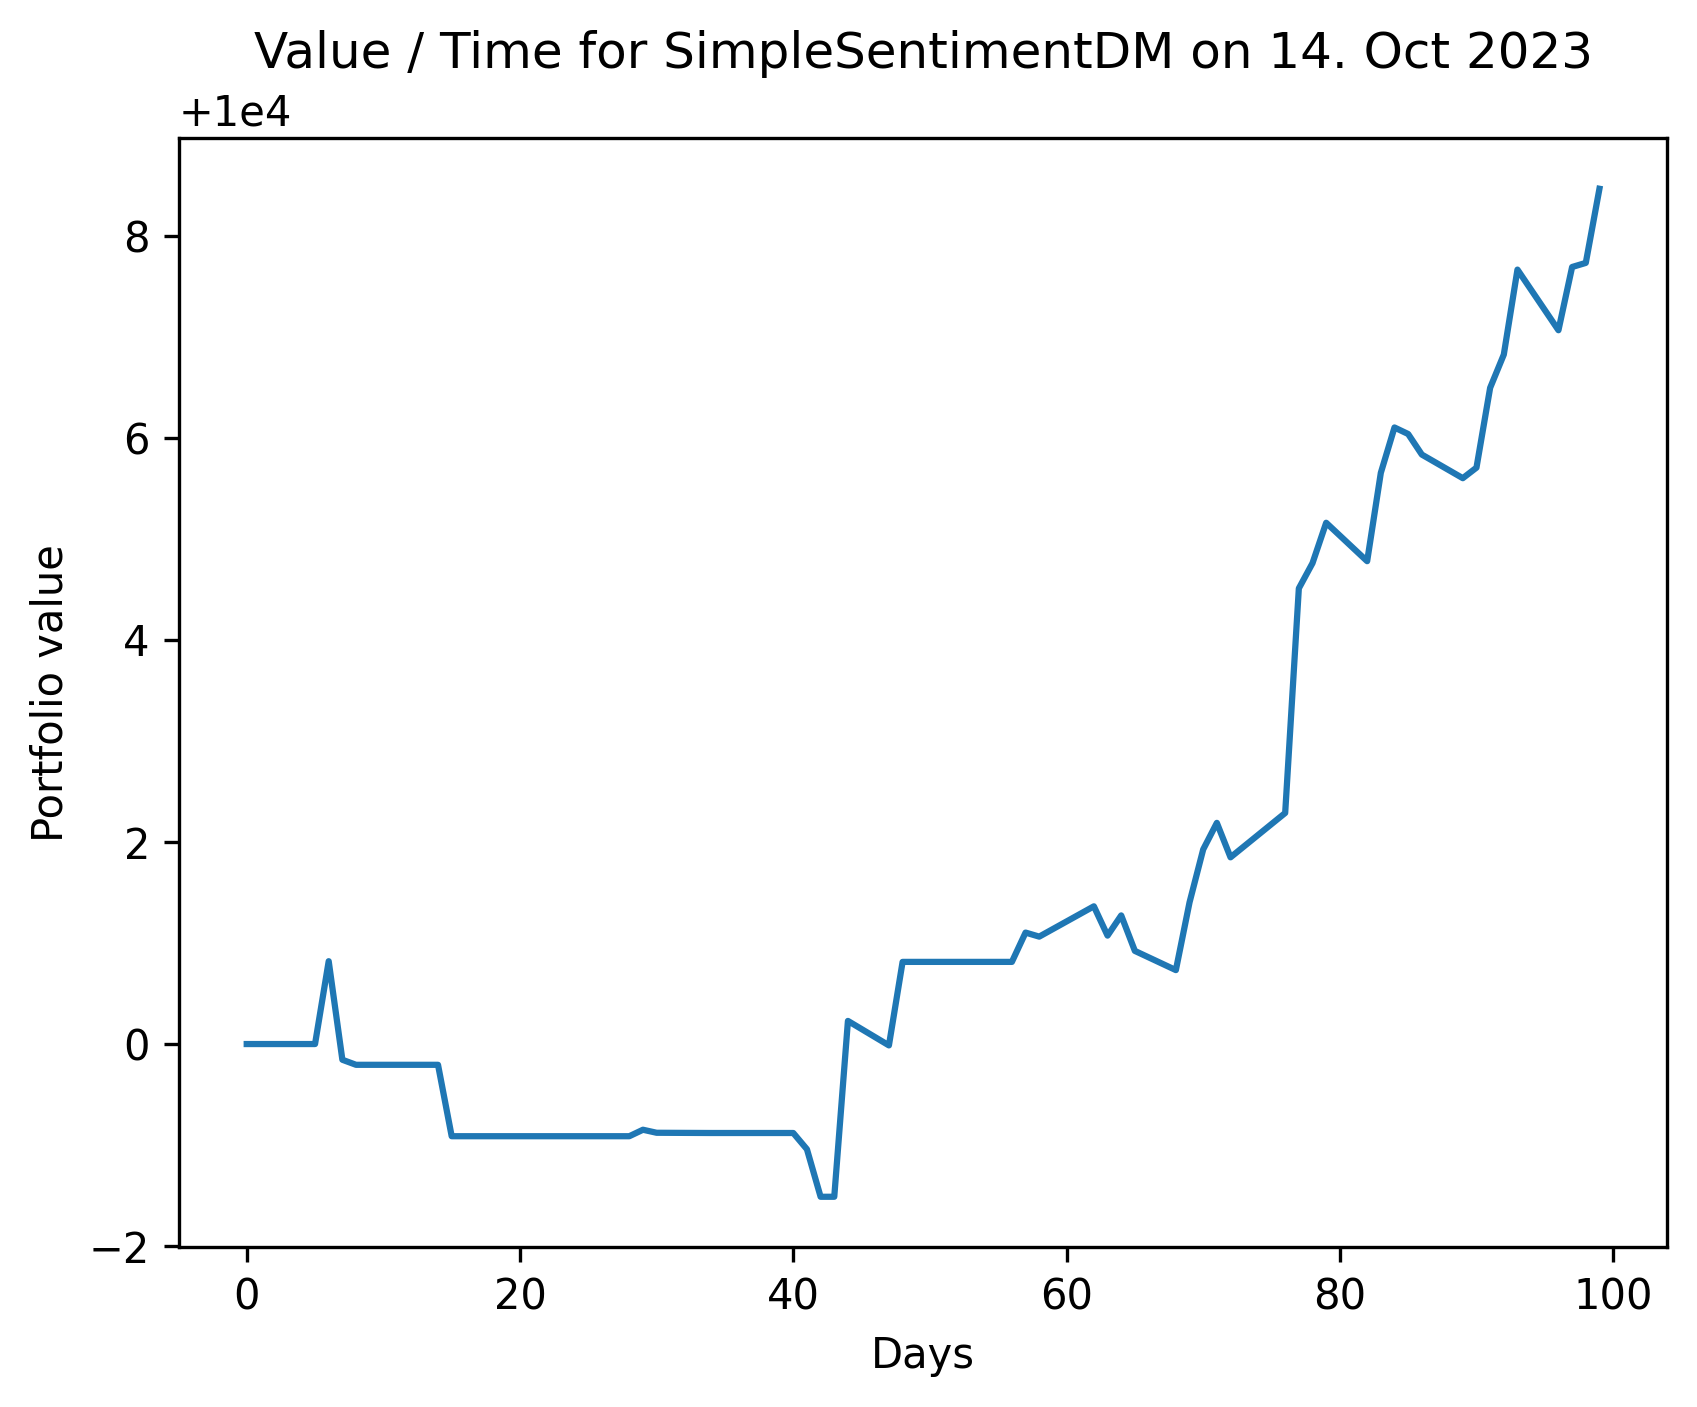 Value / Time for SimpleSentimentDM on 14. Oct 2023
+1e4
8
6
4
2
0
−2
Portfolio value
0 20 40 60 80 100
Days